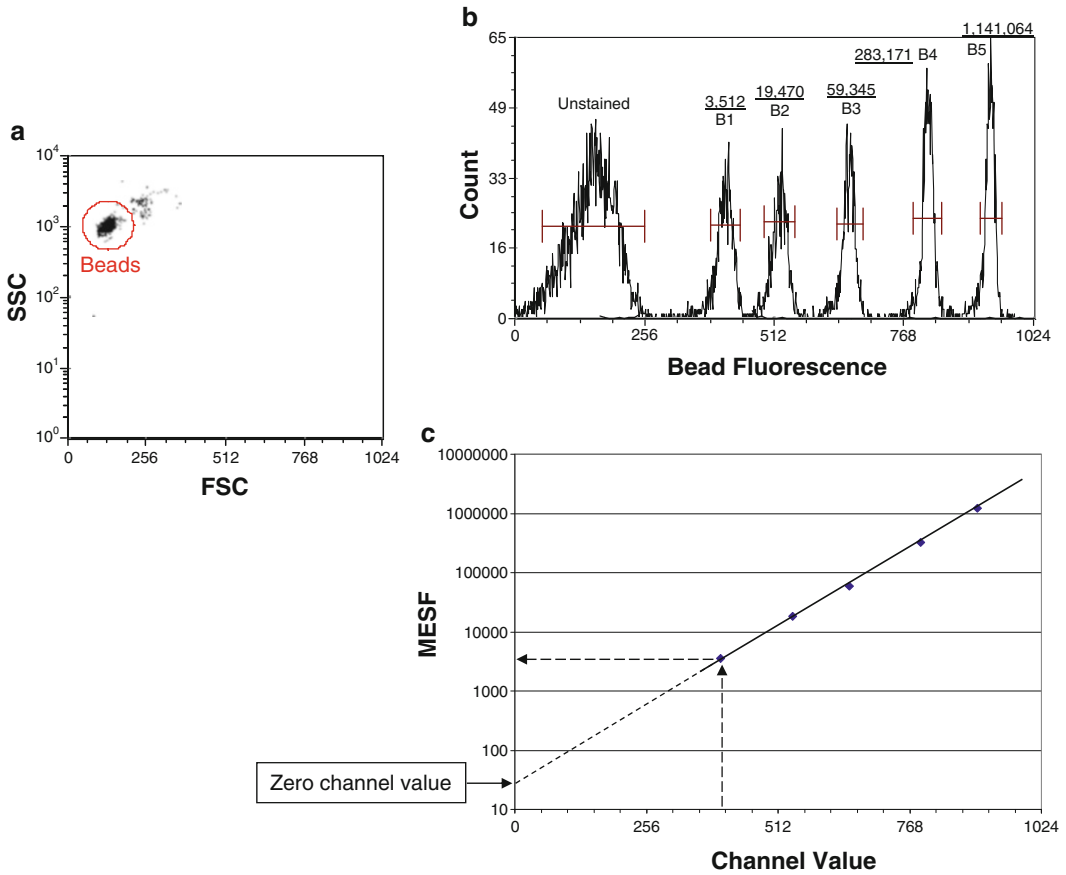 a
10⁴
10³
10²
10¹
10⁰
SSC
Beads
0 256 512 768 1024
FSC
b
65
49
33
16
0
Count
Unstained
3,512
B1
19,470
B2
59,345
B3
283,171 B4
1,141,064
B5
0 256 512 768 1024
Bead Fluorescence
c
10000000
1000000
100000
10000
1000
100
10
MESF
Zero channel value
0 256 512 768 1024
Channel Value